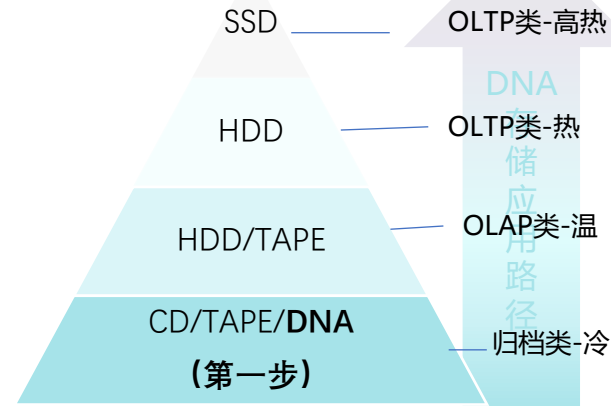 SSD
OLTP类-高热
HDD
OLTP类-热
HDD/TAPE
OLAP类-温
CD/TAPE/DNA
(第一步)
归档类-冷
DNA
存
储
应
用
路
径